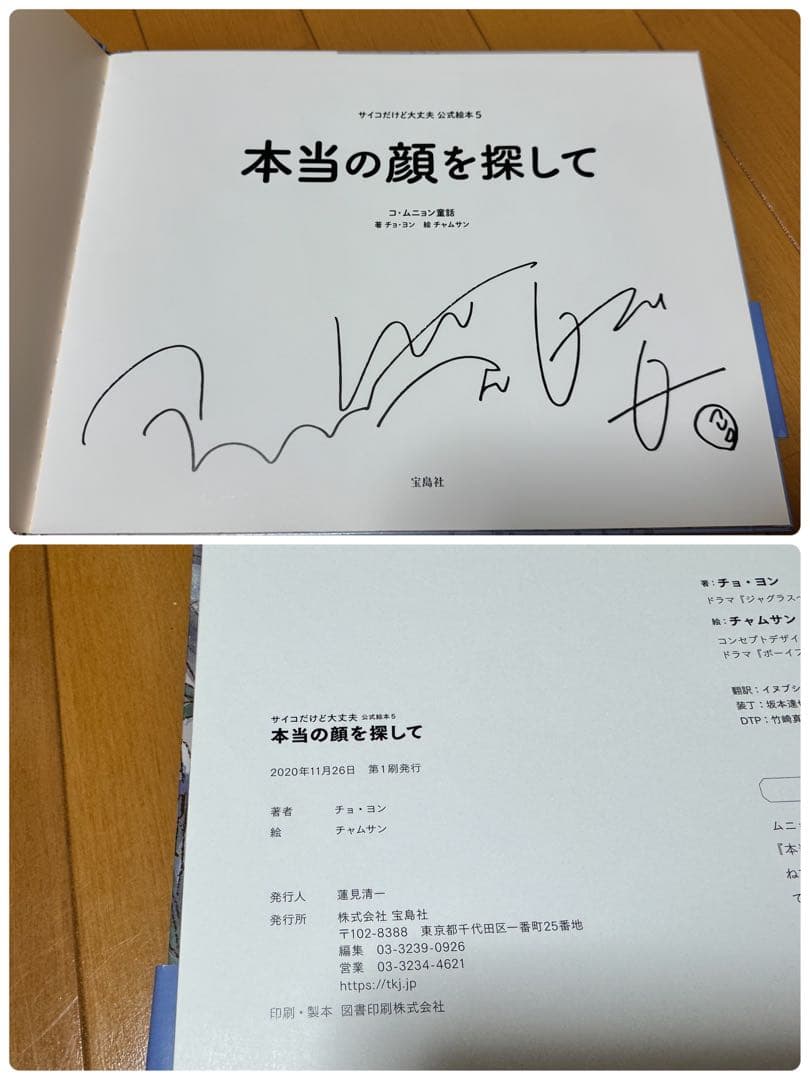 サイコだけど大丈夫 公式絵本5
本当の顔を探して
コ・ムニョン童話
著 チョ・ヨン 絵 チャムサン
宝島社
著：チョ・ヨン
ドラマ『ジャグラス
絵：チャムサン
コンセプトデザイ
ドラマ『ボーイフ
翻訳：イヌブシ
装丁：坂本達
DTP：竹崎真
サイコだけど大丈夫 公式絵本5
本当の顔を探して
2020年11月26日 第1刷発行
著者 チョ・ヨン
絵 チャムサン
発行人 蓮見清一
発行所 株式会社 宝島社
〒102-8388 東京都千代田区一番町25番地
編集 03-3239-0926
営業 03-3234-4621
https://tkj.jp
印刷・製本 図書印刷株式会社
ムニ
『本
ね
で